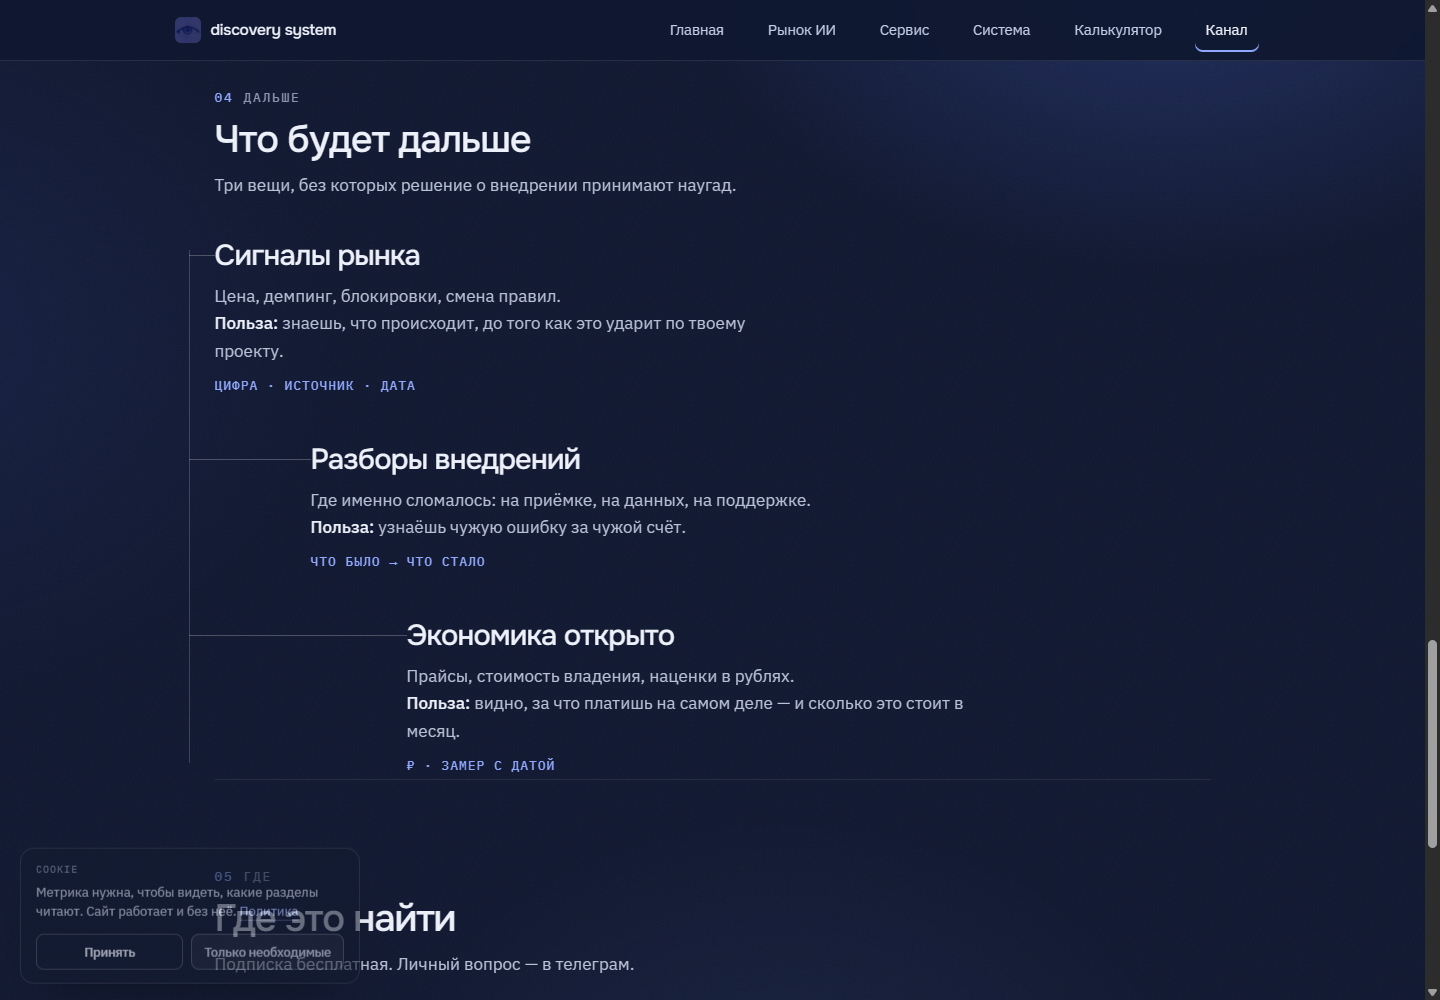 discovery system
Главная Рынок ИИ Сервис Система Калькулятор Канал
04 ДАЛЬШЕ
Что будет дальше
Три вещи, без которых решение о внедрении принимают наугад.
Сигналы рынка
Цена, демпинг, блокировки, смена правил.
Польза: знаешь, что происходит, до того как это ударит по твоему
проекту.
ЦИФРА · ИСТОЧНИК · ДАТА
Разборы внедрений
Где именно сломалось: на приёмке, на данных, на поддержке.
Польза: узнаёшь чужую ошибку за чужой счёт.
ЧТО БЫЛО → ЧТО СТАЛО
Экономика открыто
Прайсы, стоимость владения, наценки в рублях.
Польза: видно, за что платишь на самом деле — и сколько это стоит в
месяц.
₽ · ЗАМЕР С ДАТОЙ
05 ГДЕ
Где это найти
Подписка бесплатная. Личный вопрос — в телеграм.
COOKIE
Метрика нужна, чтобы видеть, какие разделы
читают. Сайт работает и без неё. Политика
Принять
Только необходимые